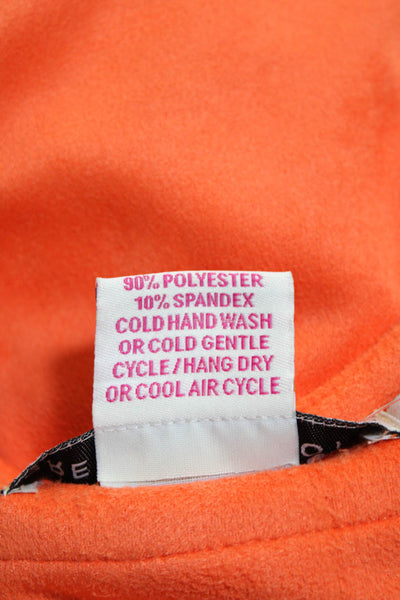 90% POLYESTER
10% SPANDEX
COLD HAND WASH
OR COLD GENTLE
CYCLE/HANG DRY
OR COOL AIR CYCLE